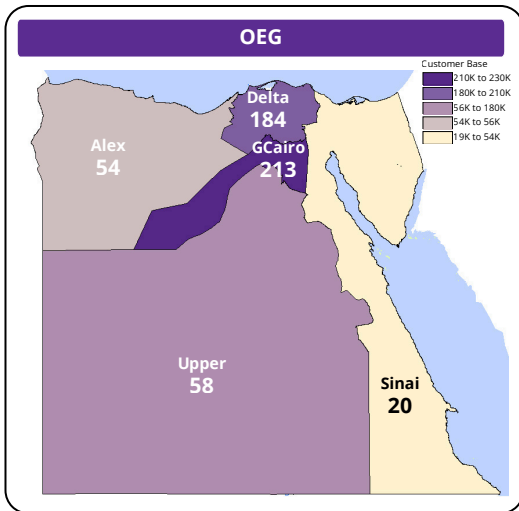 OEG
Customer Base
210K to 230K
180K to 210K
56K to 180K
54K to 56K
19K to 54K
Delta
184
Alex
54
GCairo
213
Upper
58
Sinai
20